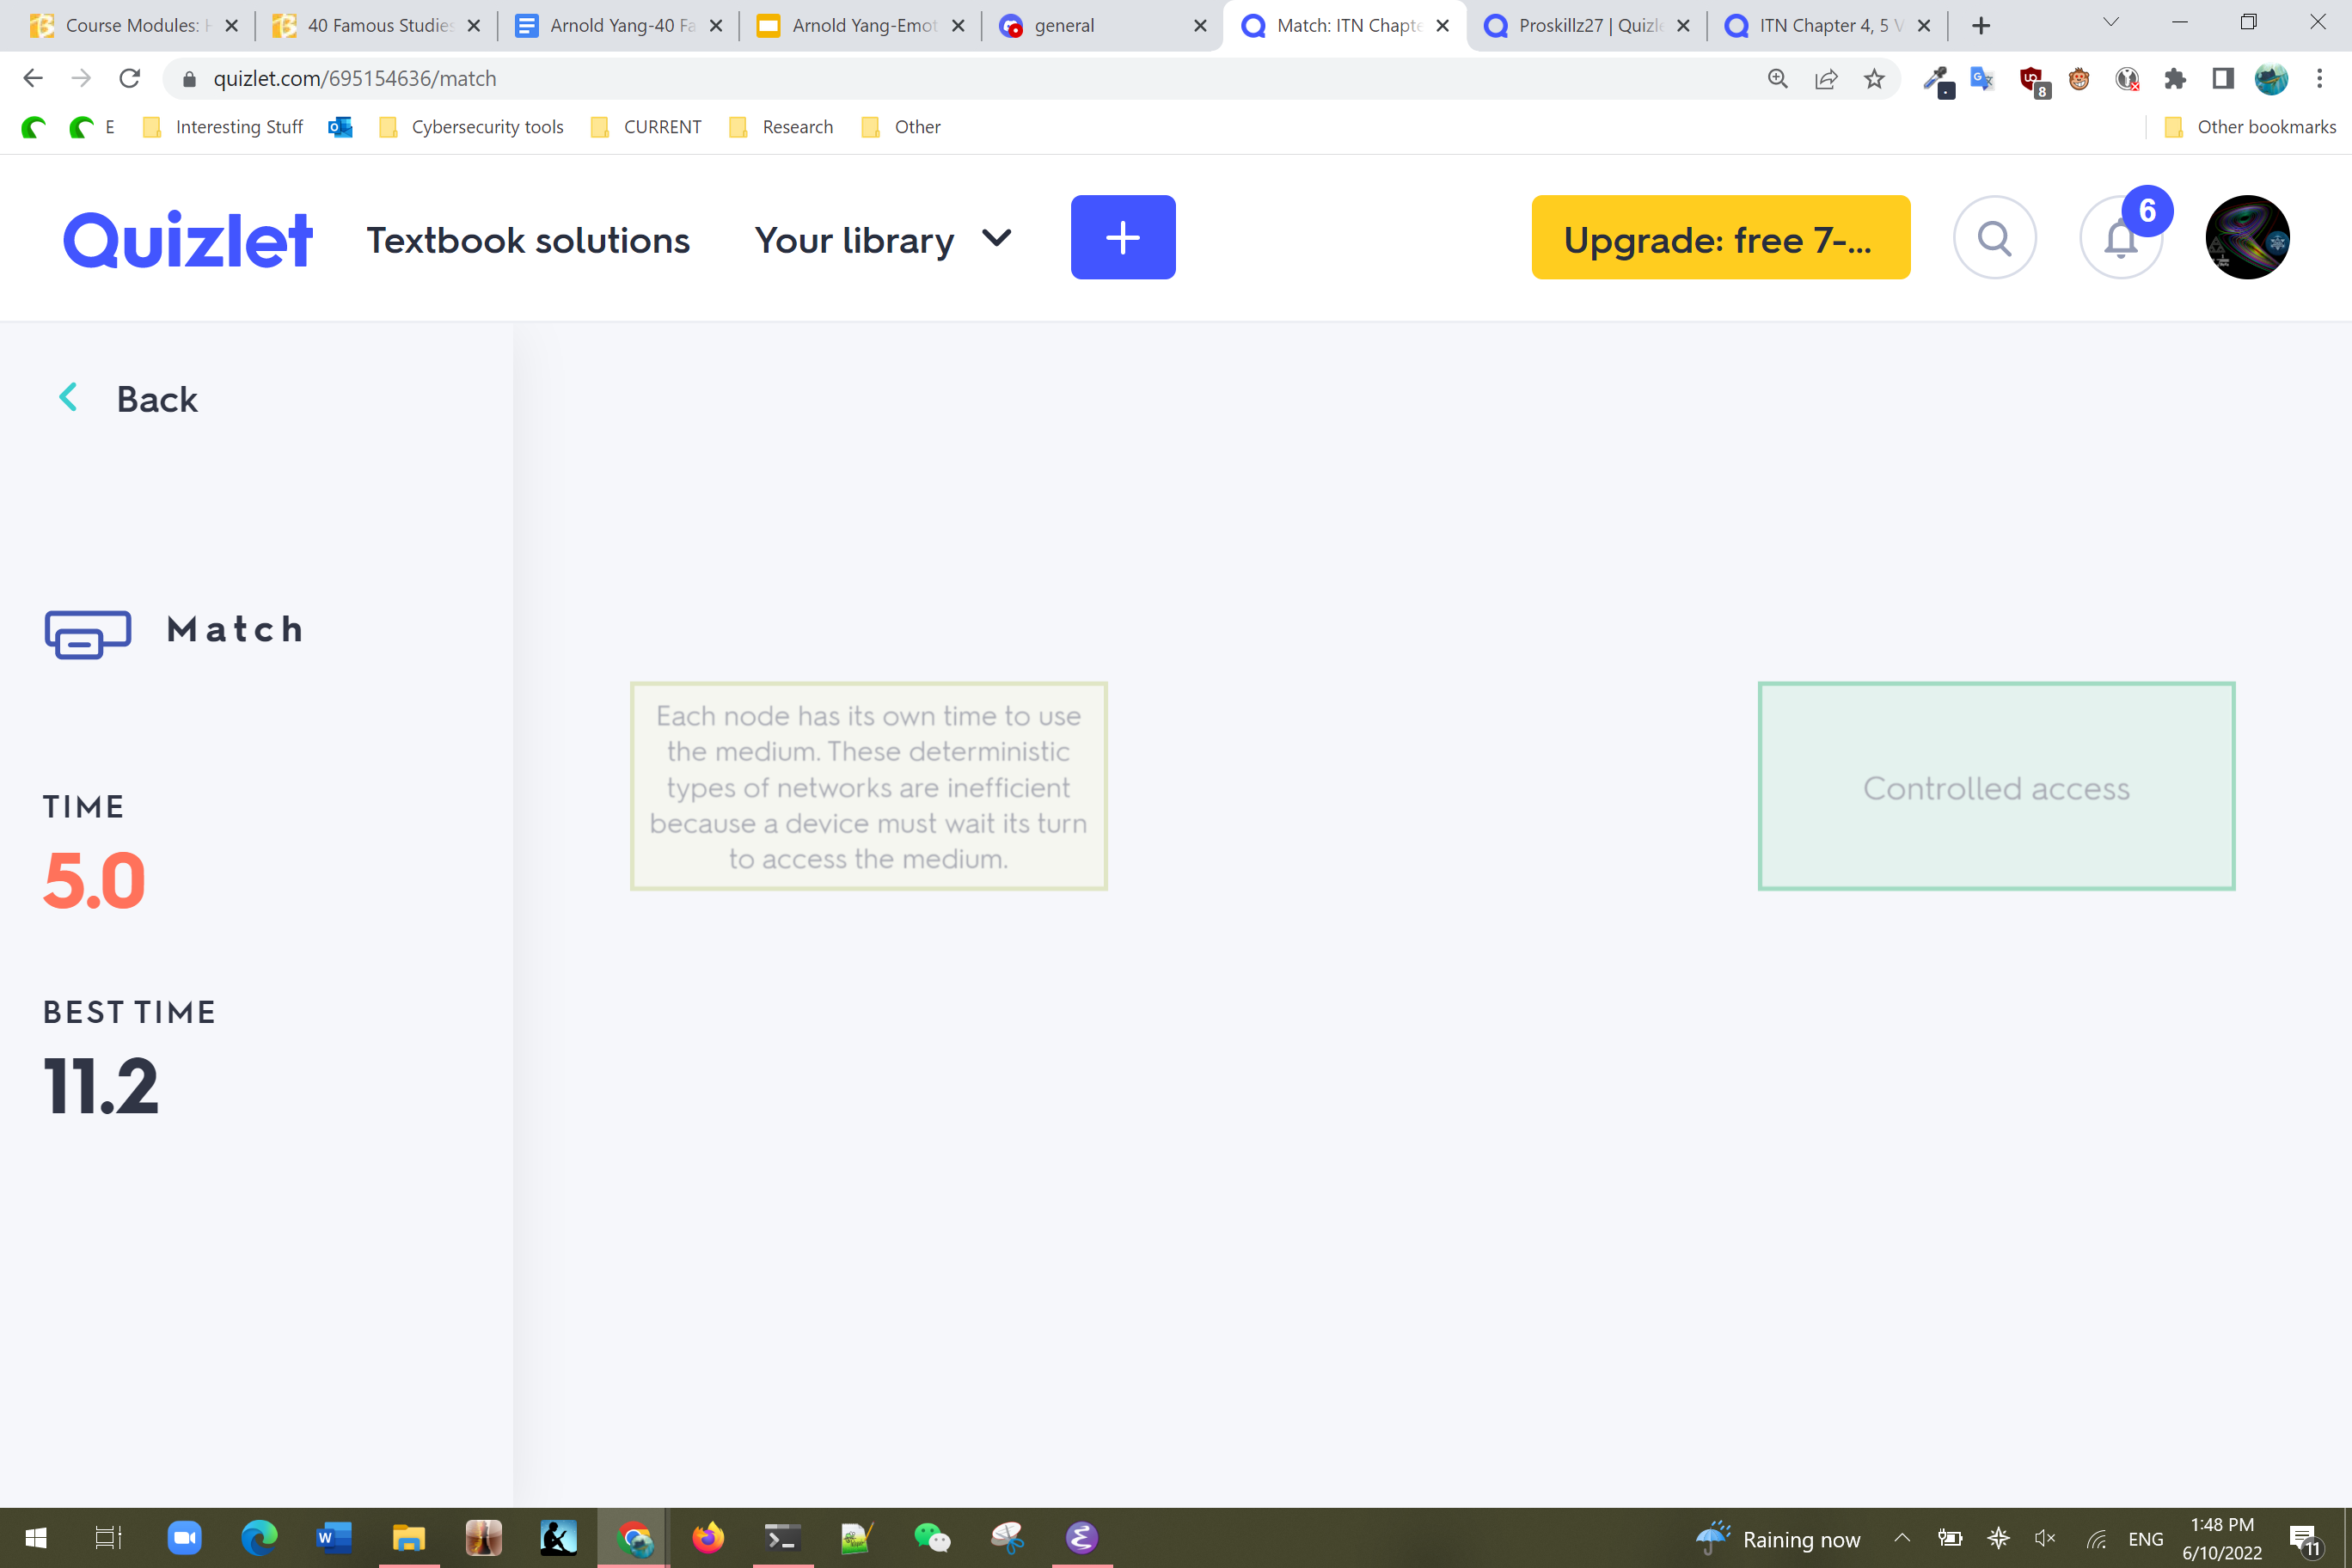 Course Modules: H
40 Famous Studies
Arnold Yang-40 Fa
Arnold Yang-Emot
general
Match: ITN Chapte
Proskillz27 | Quizle
ITN Chapter 4, 5 V
quizlet.com/695154636/match
8
E
Interesting Stuff
Cybersecurity tools
CURRENT
Research
Other
Other bookmarks
Quizlet
Textbook solutions
Your library
Upgrade: free 7-...
6
Back
Match
TIME
5.0
BEST TIME
11.2
Each node has its own time to use
the medium. These deterministic
types of networks are inefficient
because a device must wait its turn
to access the medium.
Controlled access
Raining now
ENG
1:48 PM
6/10/2022
11